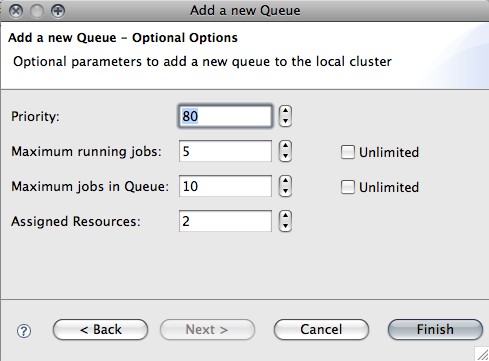 Add a new Queue
Add a new Queue - Optional Options
Optional parameters to add a new queue to the local cluster
Priority: 80
Maximum running jobs: 5 Unlimited
Maximum jobs in Queue: 10 Unlimited
Assigned Resources: 2
? < Back Next > Cancel Finish